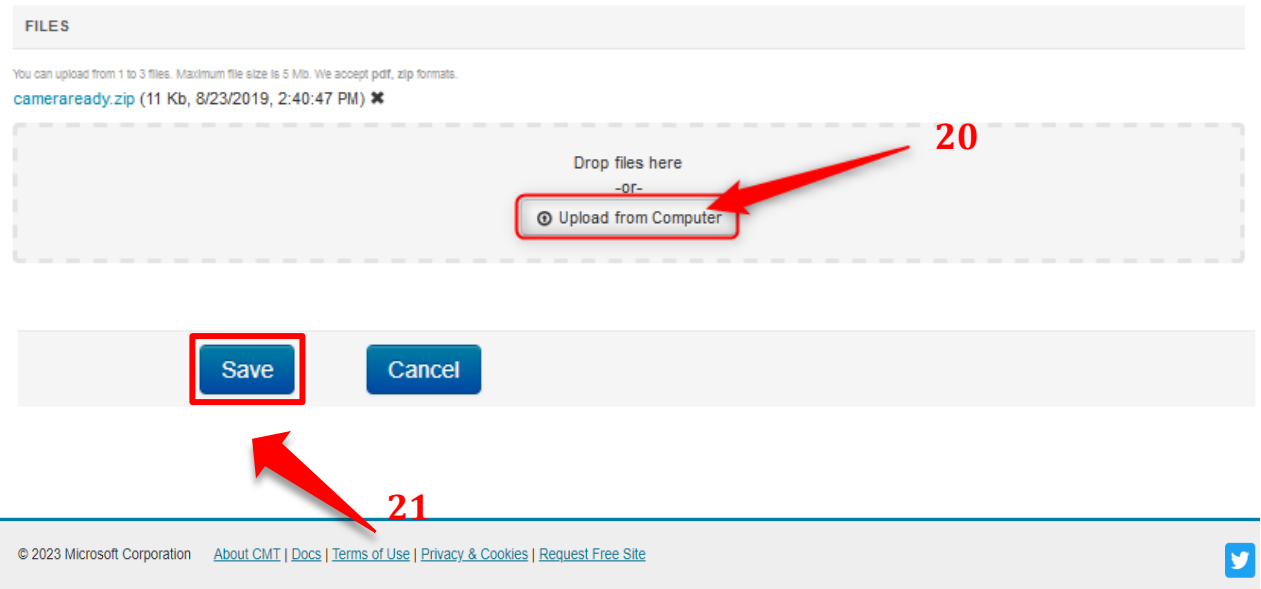 FILES
You can upload from 1 to 3 files. Maximum file size is 5 Mb. We accept pdf, zip formats.
cameraready.zip (11 Kb, 8/23/2019, 2:40:47 PM) ✖
20
Drop files here
-or-
Upload from Computer
Save Cancel
21
© 2023 Microsoft Corporation About CMT | Docs | Terms of Use | Privacy & Cookies | Request Free Site